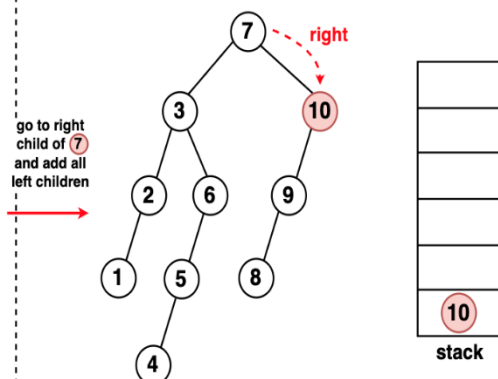 7
right
3
10
go to right
child of 7
and add all
left children
2
6
9
1
5
8
10
4
stack